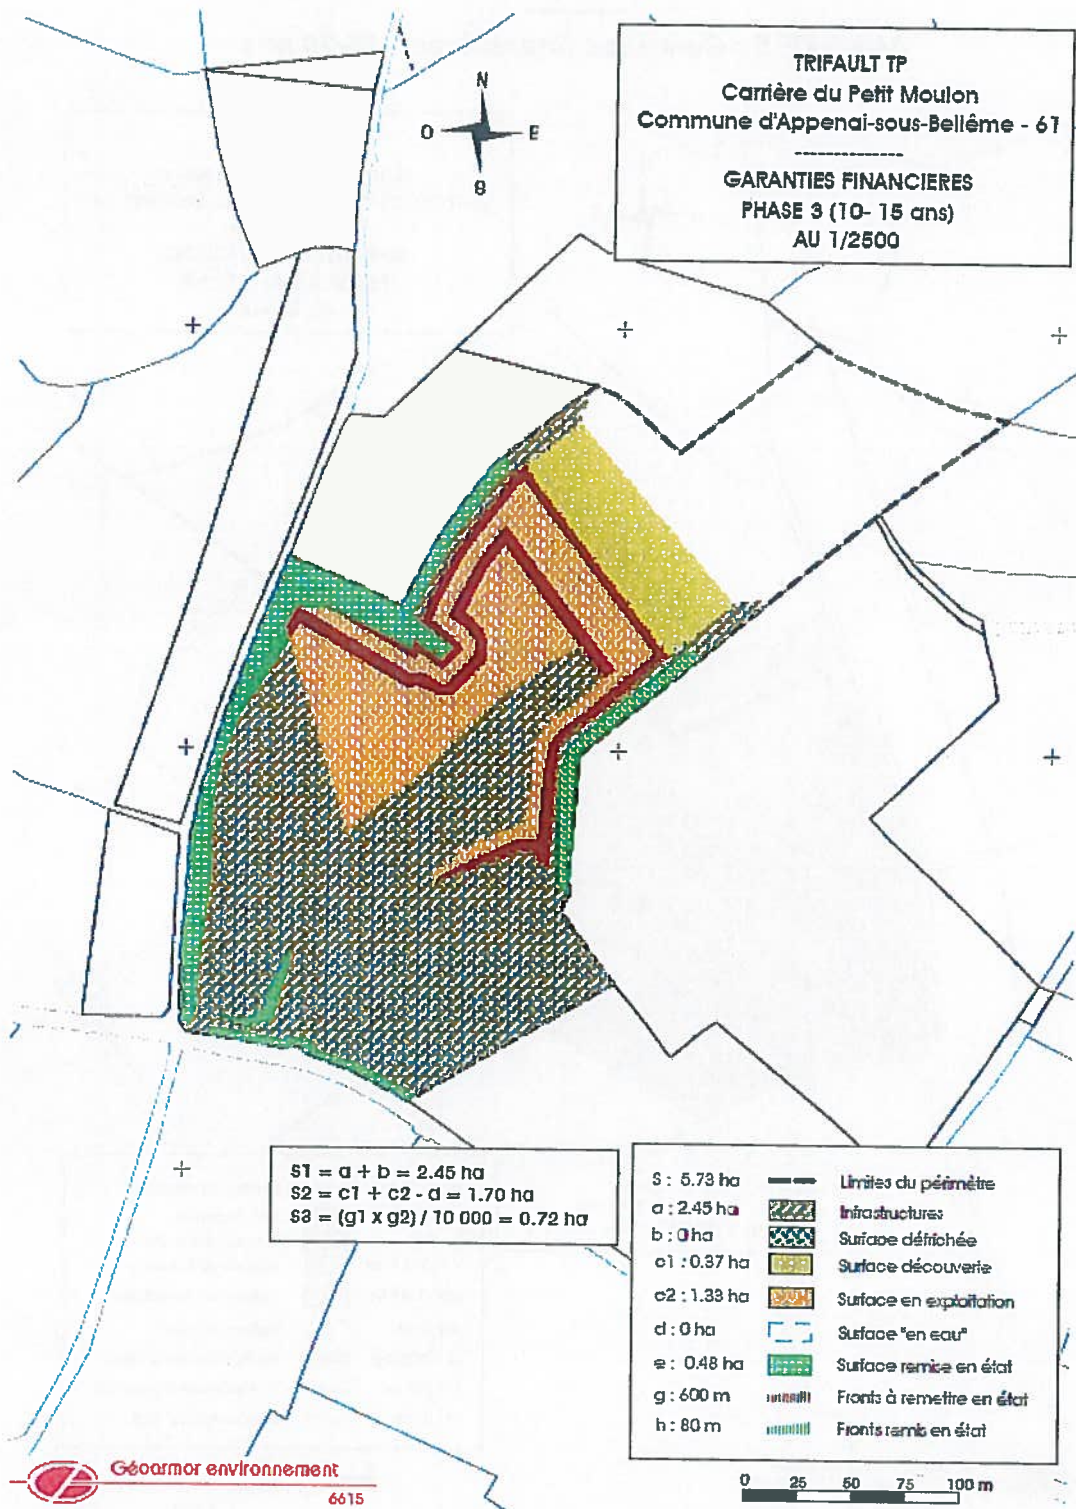 TRIFAULT TP
Carrière du Petit Moulon
Commune d'Appenai-sous-Bellême - 61
--------------
GARANTIES FINANCIERES
PHASE 3 (10- 15 ans)
AU 1/2500
N
O E
S
S1 = a + b = 2.45 ha
S2 = c1 + c2 - d = 1.70 ha
S3 = (g1 x g2) / 10 000 = 0.72 ha
S : 5.73 ha Limites du périmètre
a : 2.45 ha Infrastructures
b : 0 ha Surface défrichée
c1 : 0.37 ha Surface découverte
c2 : 1.33 ha Surface en exploitation
d : 0 ha Surface "en eau"
e : 0.48 ha Surface remise en état
g : 600 m Fronts à remettre en état
h : 80 m Fronts remis en état
Géoarmor environnement
6615
0 25 50 75 100 m